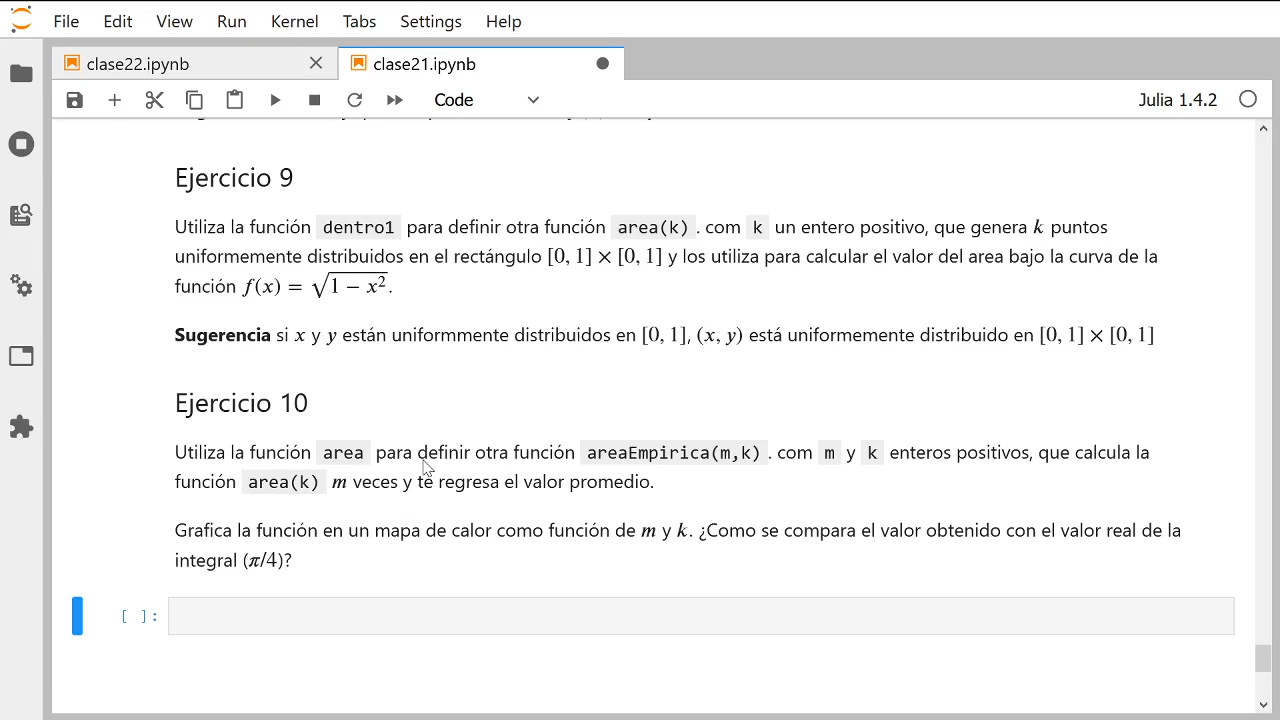 File Edit View Run Kernel Tabs Settings Help
clase22.ipynb clase21.ipynb
Code Julia 1.4.2
Ejercicio 9
Utiliza la función dentro1 para definir otra función area(k) . com k un entero positivo, que genera k puntos
uniformemente distribuidos en el rectángulo [0, 1] × [0, 1] y los utiliza para calcular el valor del area bajo la curva de la
función f(x) = √1 − x².
Sugerencia si x y y están uniformmente distribuidos en [0, 1], (x, y) está uniformemente distribuido en [0, 1] × [0, 1]
Ejercicio 10
Utiliza la función area para definir otra función areaEmpirica(m,k) . com m y k enteros positivos, que calcula la
función area(k) m veces y te regresa el valor promedio.
Grafica la función en un mapa de calor como función de m y k. ¿Como se compara el valor obtenido con el valor real de la
integral (π/4)?
[ ]: